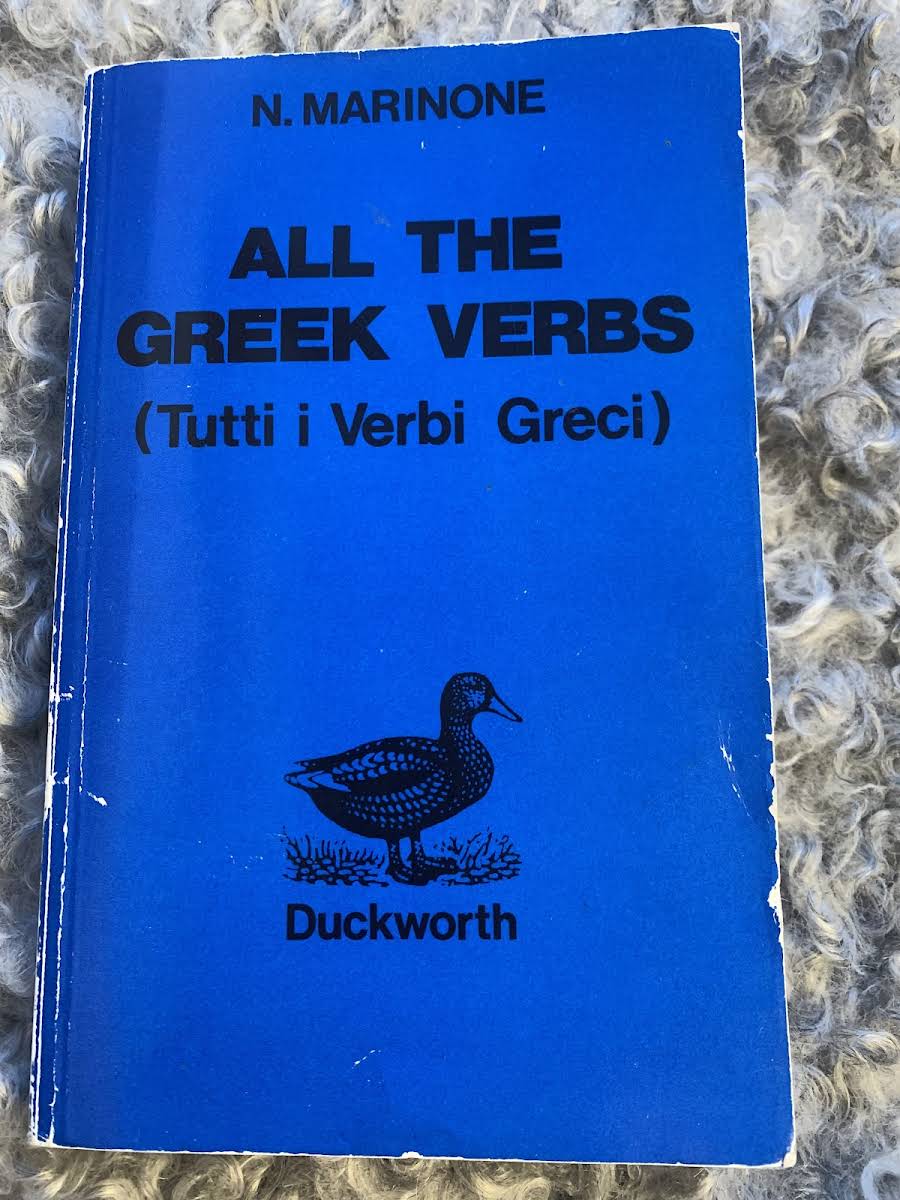 N. MARINONE
ALL THE
GREEK VERBS
(Tutti i Verbi Greci)
Duckworth